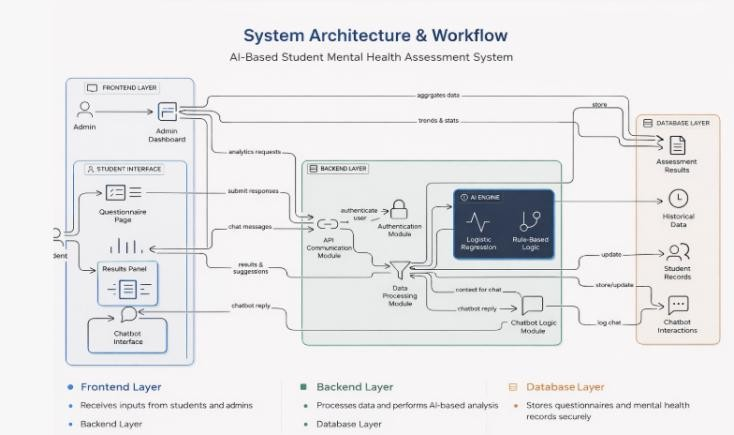 System Architecture & Workflow
AI-Based Student Mental Health Assessment System
FRONTEND LAYER
Admin
Admin
Dashboard
aggrgates data
store
trends & stats
DATABASE LAYER
Assessment
Results
analytics requests
STUDENT INTERFACE
BACKEND LAYER
submit responses
Questionnaire
Page
authenticate
user
Authentication
Module
AI ENGINE
Logistic
Regression
Rule-Based
Logic
Historical
Data
chat messages
API
Communication
Module
dent
Results Panel
results &
suggestions
Data
Processing
Module
update
Student
Records
context for chat
store/update
chatbot reply
chatbot reply
Chatbot Logic
Module
log chat
Chatbot
Interactions
Chatbot
Interface
Frontend Layer
Receives inputs from students and admins
Backend Layer
Backend Layer
Processes data and performs AI-based analysis
Database Layer
Database Layer
Stores questionnaires and mental health
records securely